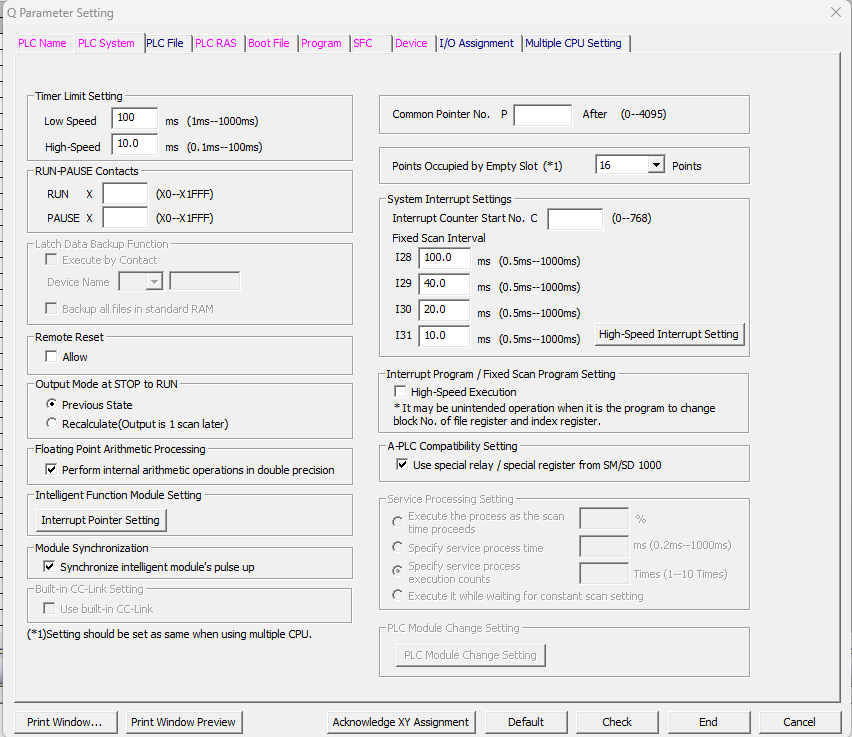 Q Parameter Setting
PLC Name
PLC System
PLC File
PLC RAS
Boot File
Program
SFC
Device
I/O Assignment
Multiple CPU Setting
Timer Limit Setting
Low Speed 100 ms (1ms--1000ms)
High-Speed 10.0 ms (0.1ms--100ms)
RUN-PAUSE Contacts
RUN X (X0--X1FFF)
PAUSE X (X0--X1FFF)
Latch Data Backup Function
Execute by Contact
Device Name
Backup all files in standard RAM
Remote Reset
Allow
Output Mode at STOP to RUN
Previous State
Recalculate(Output is 1 scan later)
Floating Point Arithmetic Processing
Perform internal arithmetic operations in double precision
Intelligent Function Module Setting
Interrupt Pointer Setting
Module Synchronization
Synchronize intelligent module's pulse up
Built-in CC-Link Setting
Use built-in CC-Link
(*1)Setting should be set as same when using multiple CPU.
Common Pointer No. P After (0--4095)
Points Occupied by Empty Slot (*1) 16 Points
System Interrupt Settings
Interrupt Counter Start No. C (0--768)
Fixed Scan Interval
I28 100.0 ms (0.5ms--1000ms)
I29 40.0 ms (0.5ms--1000ms)
I30 20.0 ms (0.5ms--1000ms)
I31 10.0 ms (0.5ms--1000ms)
High-Speed Interrupt Setting
Interrupt Program / Fixed Scan Program Setting
High-Speed Execution
* It may be unintended operation when it is the program to change
block No. of file register and index register.
A-PLC Compatibility Setting
Use special relay / special register from SM/SD 1000
Service Processing Setting
Execute the process as the scan
time proceeds
%
Specify service process time
ms (0.2ms--1000ms)
Specify service process
execution counts
Times (1--10 Times)
Execute it while waiting for constant scan setting
PLC Module Change Setting
PLC Module Change Setting
Print Window...
Print Window Preview
Acknowledge XY Assignment
Default
Check
End
Cancel